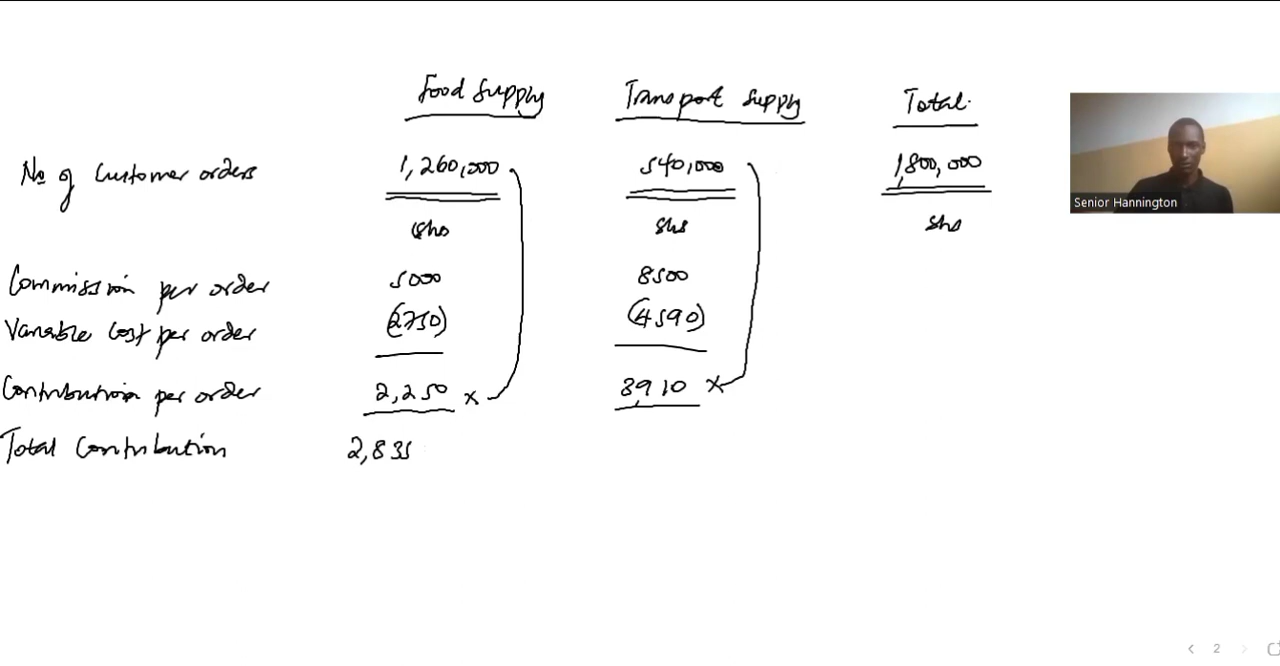 Food Supply Transport Supply Total
No of Customer orders 1,260,000 540,000 1,800,000
Shs Shs Shs
Commission per order 5000 8500
Variable Cost per order (2750) (4590)
Contribution per order 2,250 x 3,910 x
Total Contribution 2,835
Senior Hannington
2